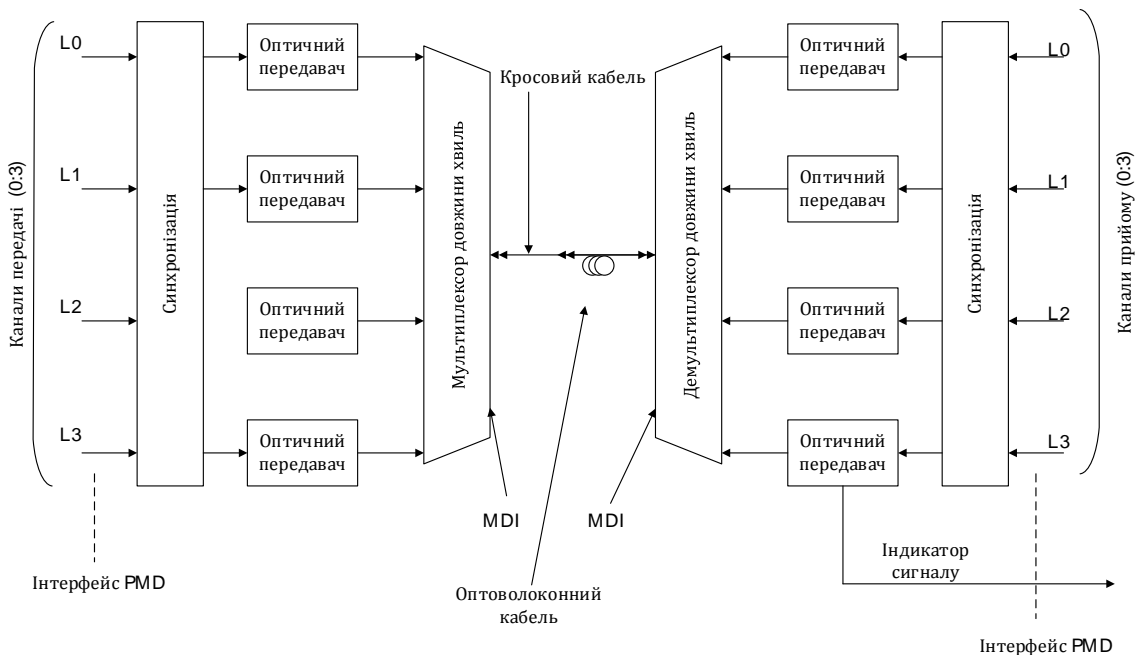 L0
L1
L2
L3
Канали передачі (0:3)
Синхронізація
Оптичний
передавач
Оптичний
передавач
Оптичний
передавач
Оптичний
передавач
Мультиплексор довжини хвиль
Кросовий кабель
Демультиплексор довжини хвиль
Оптичний
передавач
Оптичний
передавач
Оптичний
передавач
Оптичний
передавач
Синхронізація
L0
L1
L2
L3
Канали прийому (0:3)
MDI
MDI
Інтерфейс PMD
Оптоволоконний
кабель
Індикатор
сигналу
Інтерфейс PMD